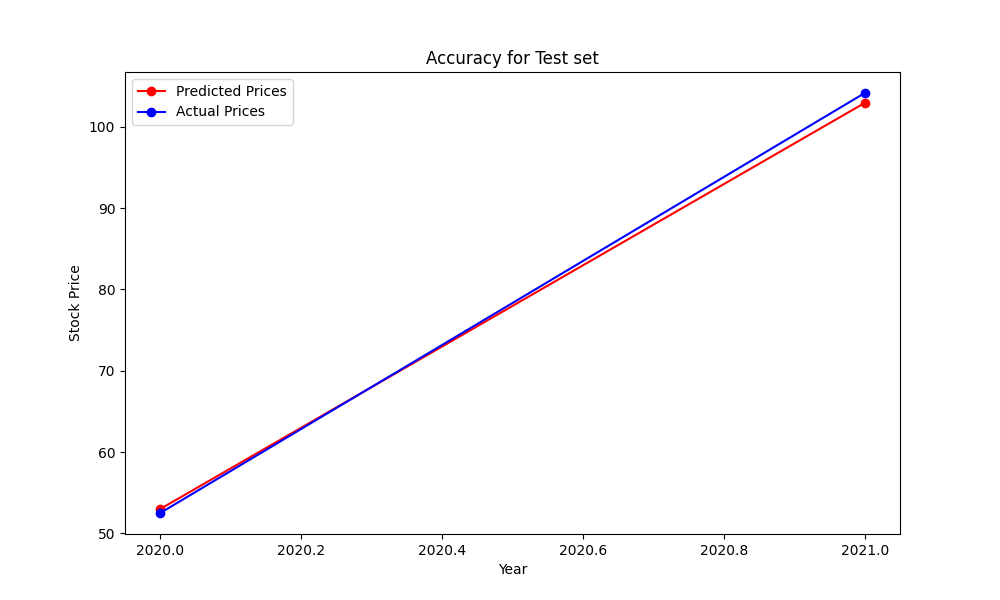 Accuracy for Test set
Predicted Prices
Actual Prices
100
90
80
70
60
50
Stock Price
2020.0 2020.2 2020.4 2020.6 2020.8 2021.0
Year